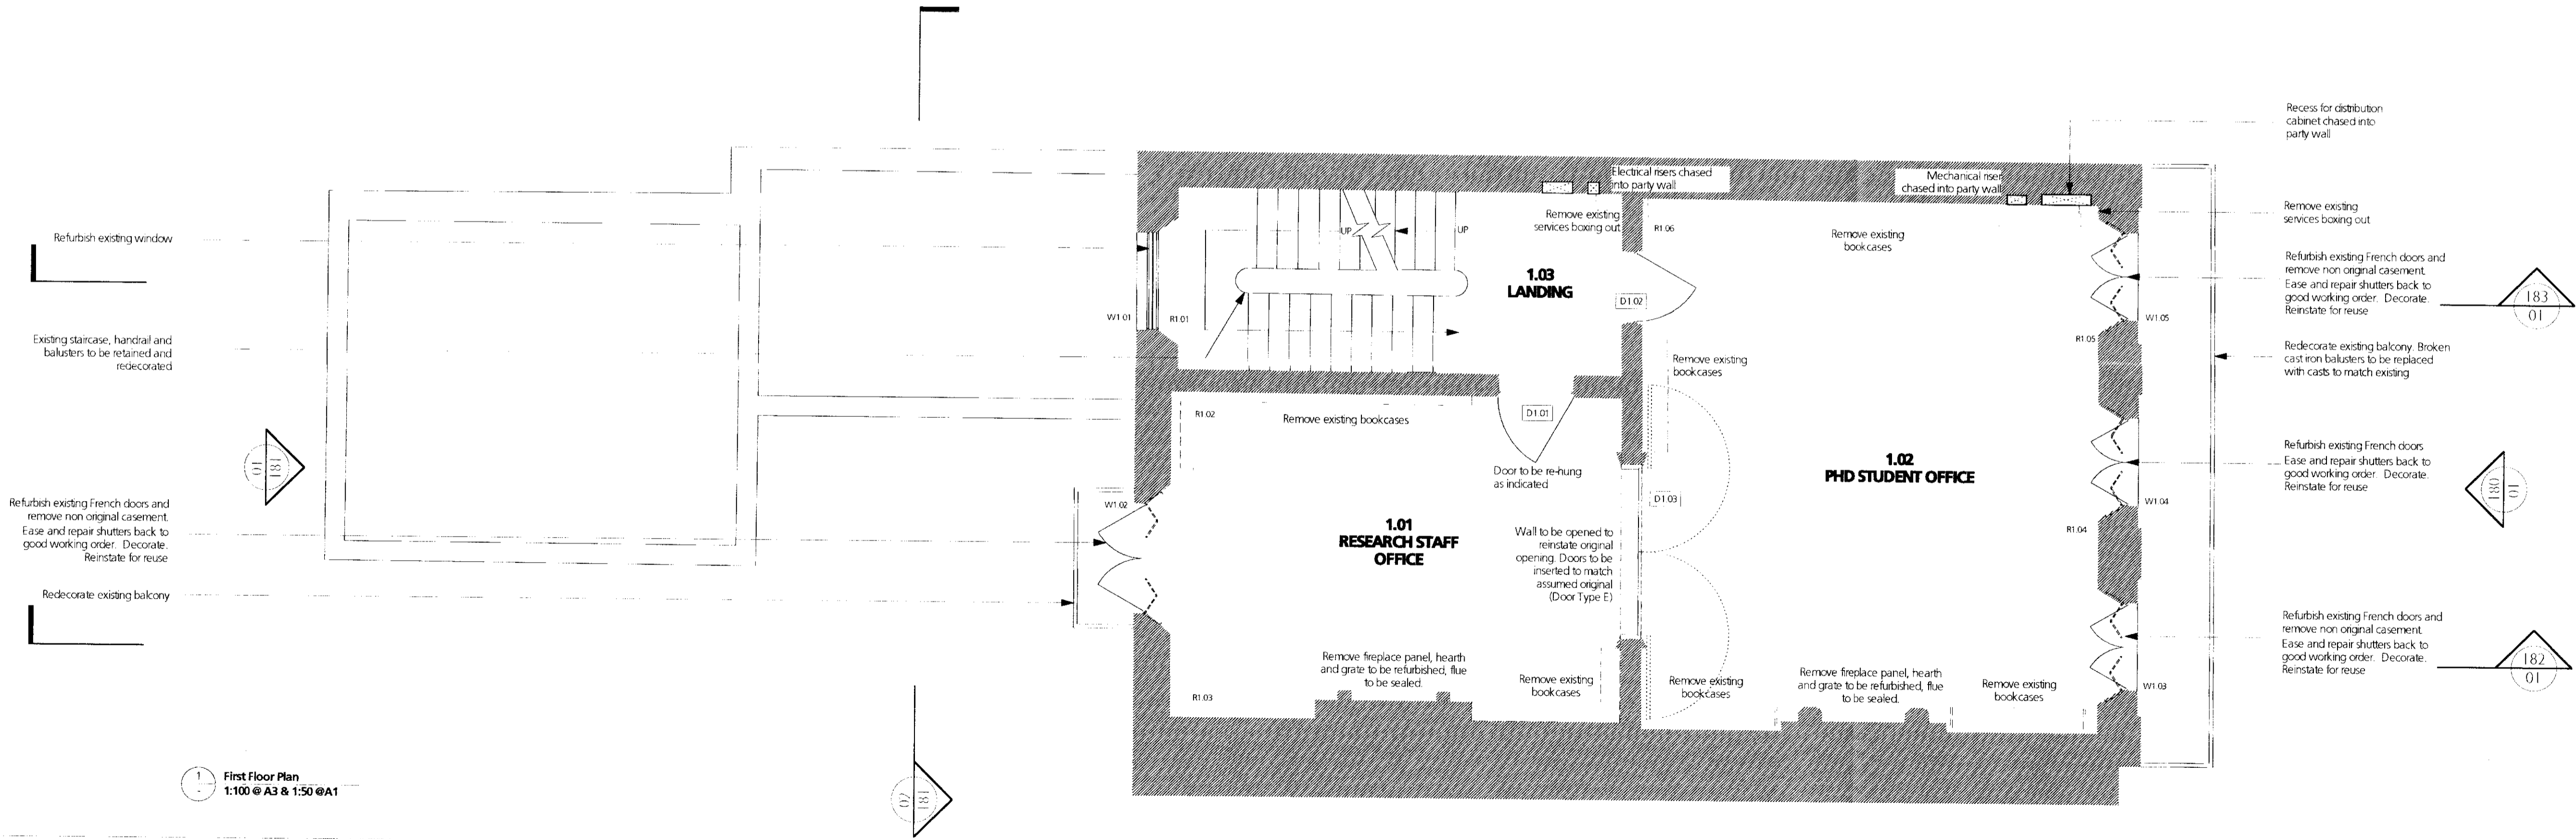 Refurbish existing window
Existing staircase, handrail and
balusters to be retained and
redecorated
01
181
Refurbish existing French doors and
remove non original casement.
Ease and repair shutters back to
good working order. Decorate.
Reinstate for reuse
Redecorate existing balcony
1
-
First Floor Plan
1:100 @ A3 & 1:50 @A1
02
181
Electrical risers chased
into party wall
Mechanical riser
chased into party wall
Remove existing
services boxing out
UP
UP
1.03
LANDING
D1.02
W1.01
R1.01
R1.06
Remove existing
bookcases
Remove existing
bookcases
R1.02
Remove existing bookcases
D1.01
Door to be re-hung
as indicated
D1.03
W1.02
1.01
RESEARCH STAFF
OFFICE
Wall to be opened to
reinstate original
opening. Doors to be
inserted to match
assumed original
(Door Type E)
1.02
PHD STUDENT OFFICE
Remove fireplace panel, hearth
and grate to be refurbished, flue
to be sealed.
R1.03
Remove existing
bookcases
Remove existing
bookcases
Remove fireplace panel, hearth
and grate to be refurbished, flue
to be sealed.
Remove existing
bookcases
R1.05
R1.04
W1.05
W1.04
W1.03
Recess for distribution
cabinet chased into
party wall
Remove existing
services boxing out
Refurbish existing French doors and
remove non original casement.
Ease and repair shutters back to
good working order. Decorate.
Reinstate for reuse
183
01
Redecorate existing balcony. Broken
cast iron balusters to be replaced
with casts to match existing
Refurbish existing French doors
Ease and repair shutters back to
good working order. Decorate.
Reinstate for reuse
180
01
Refurbish existing French doors and
remove non original casement.
Ease and repair shutters back to
good working order. Decorate.
Reinstate for reuse
182
01